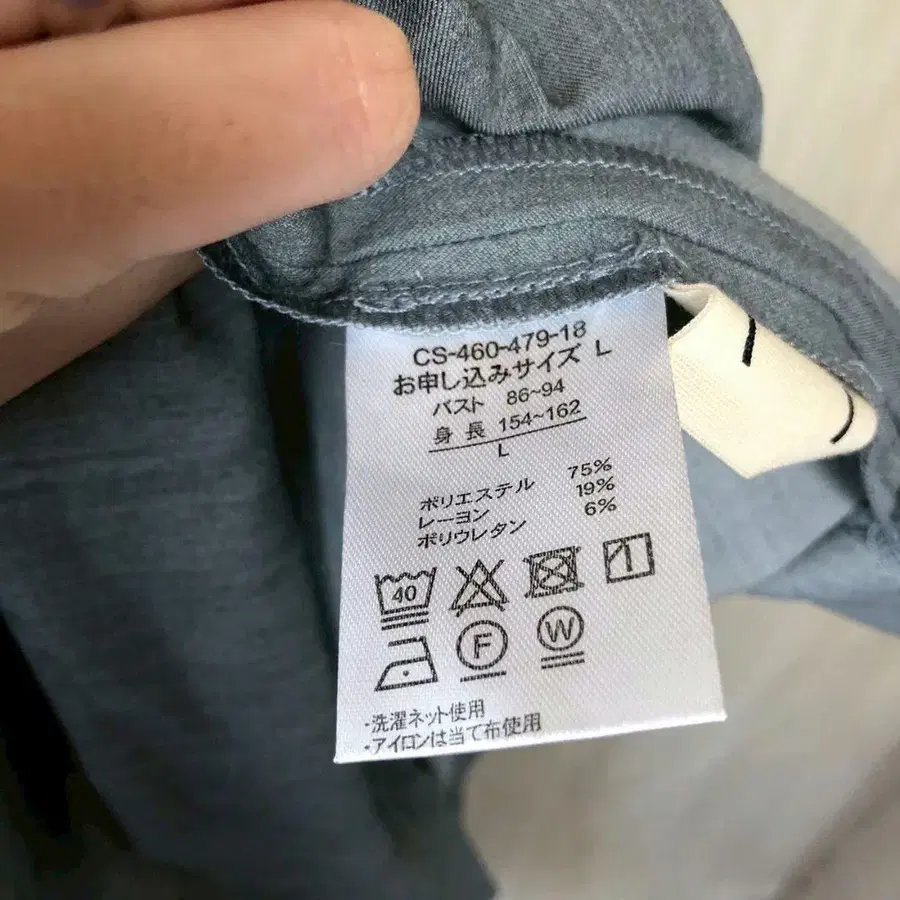 CS-460-479-18
お申し込みサイズ L
バスト 86~94
身長 154~162
L
ポリエステル 75%
レーヨン 19%
ポリウレタン 6%
40
F
W
・洗濯ネット使用
・アイロンは当て布使用